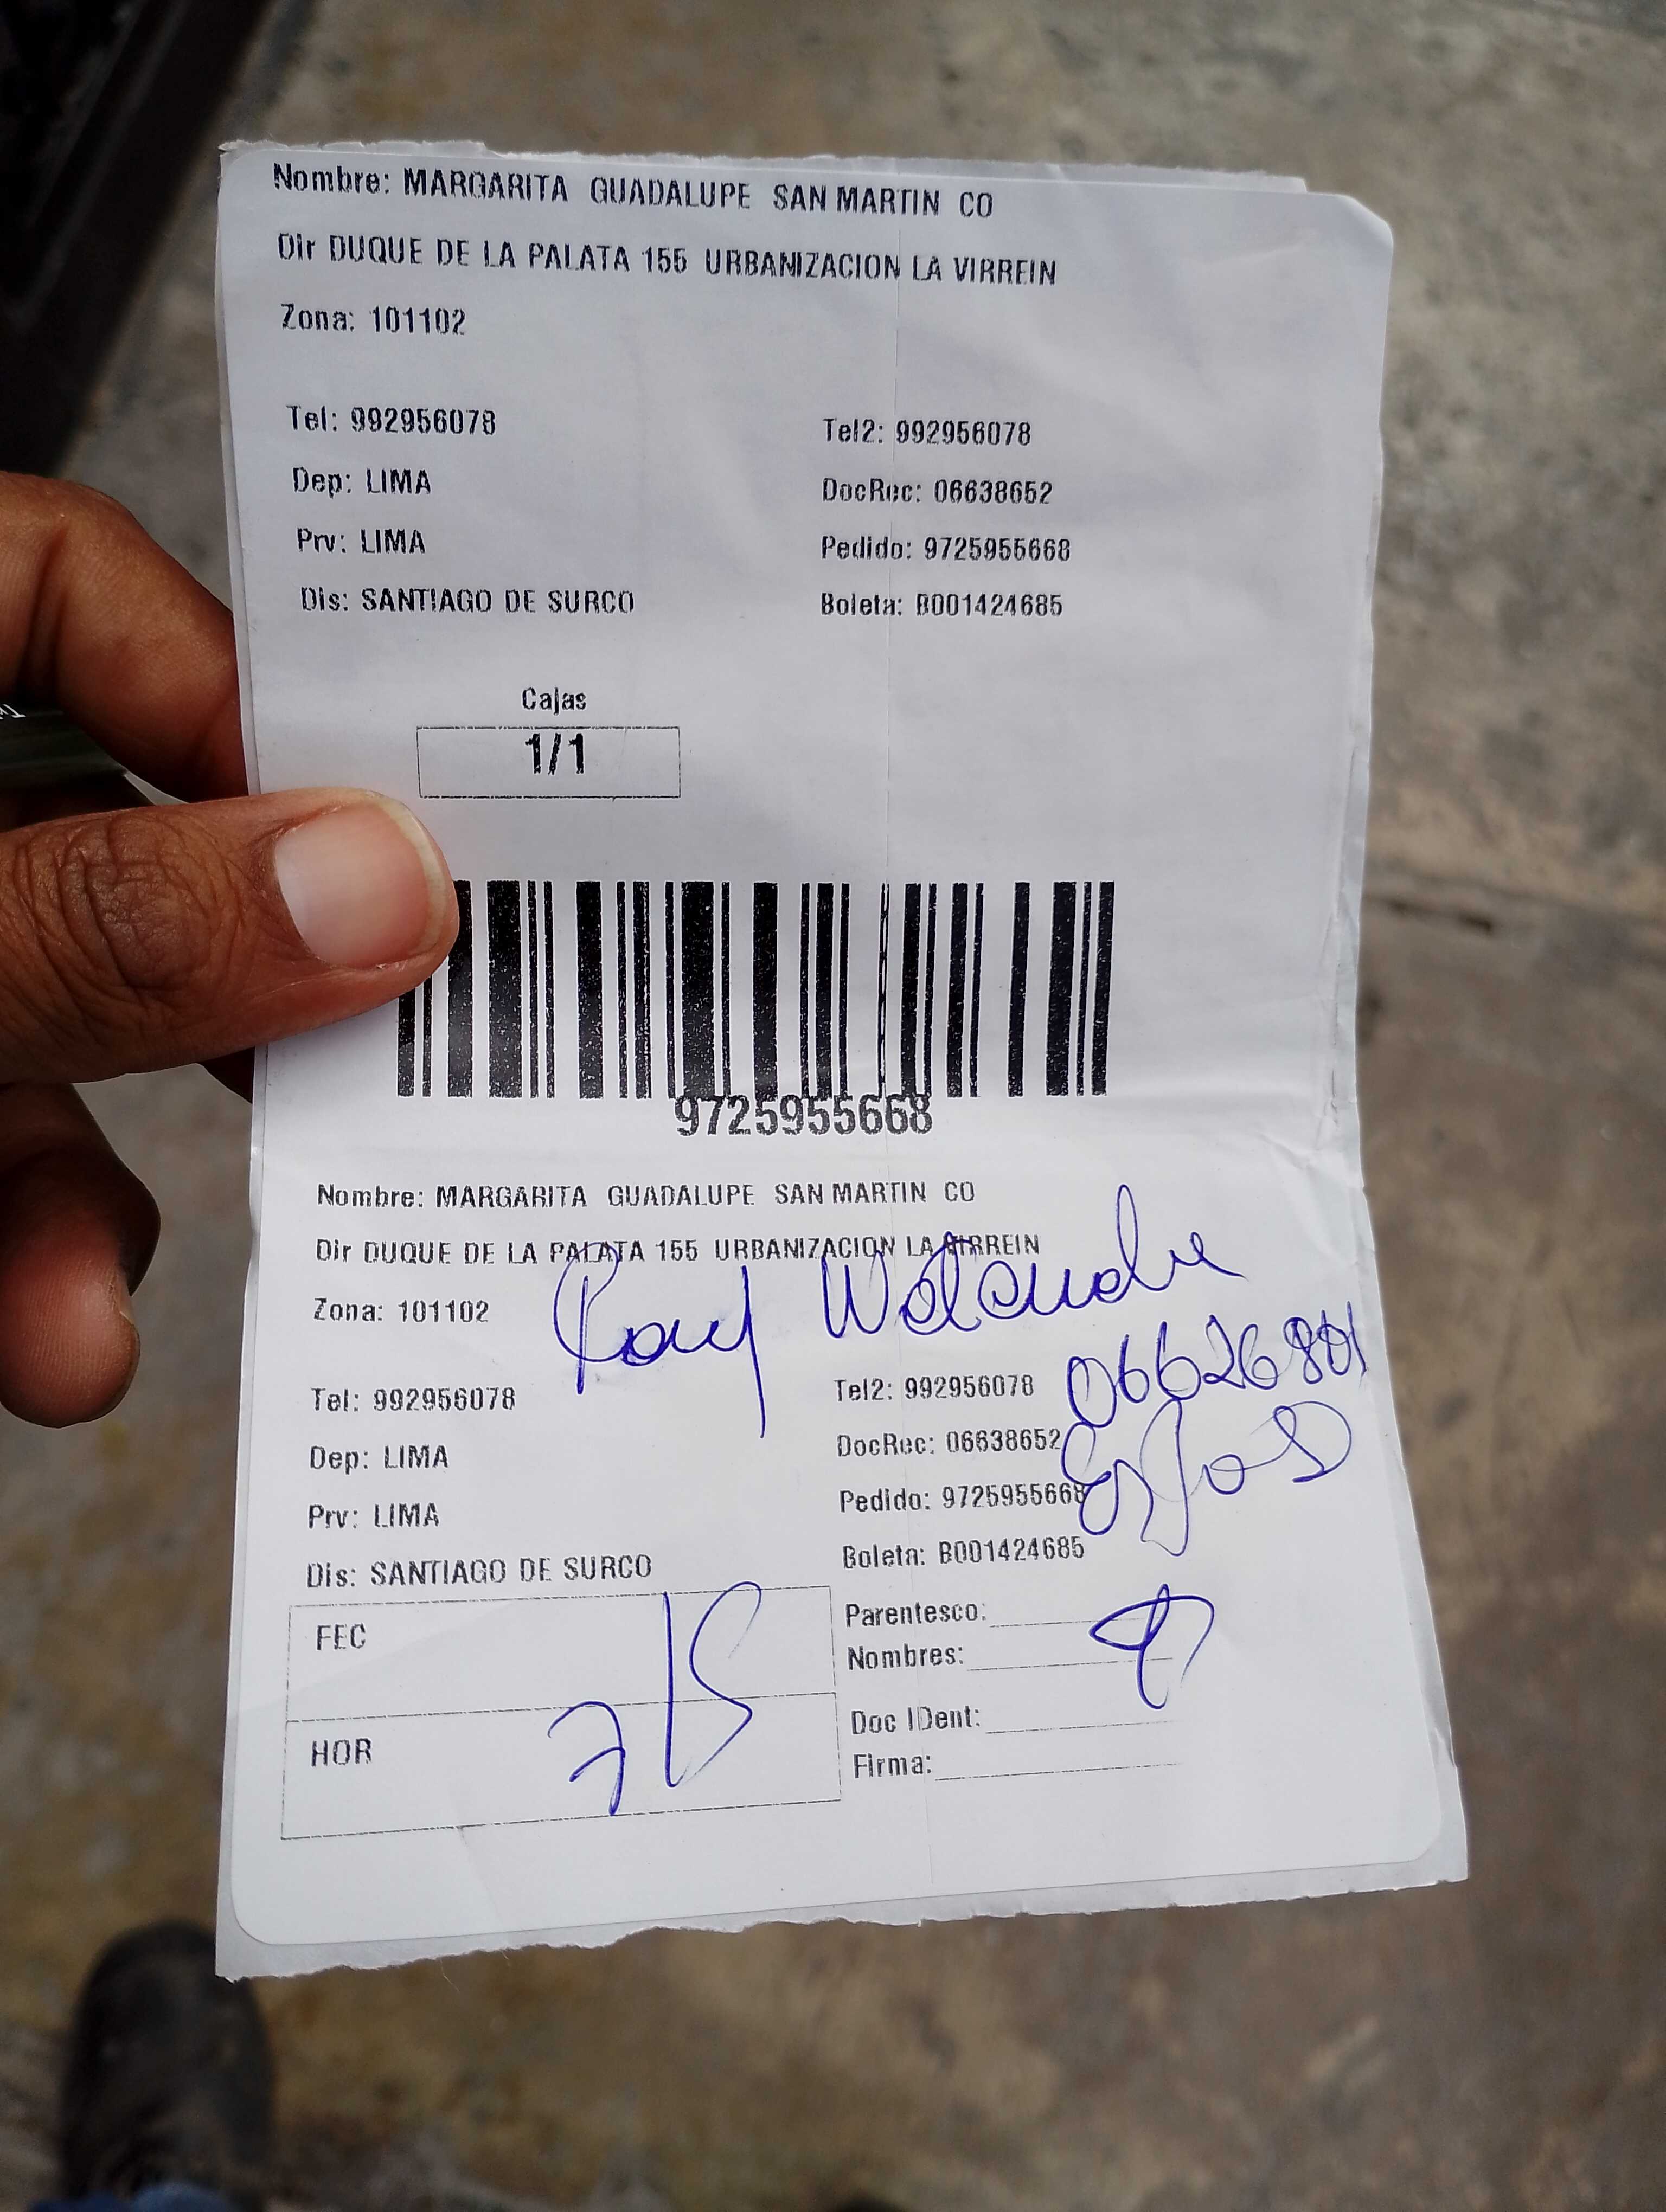 Nombre: MARGARITA GUADALUPE SAN MARTIN CO
Dir DUQUE DE LA PALATA 155 URBANIZACION LA VIRREIN
Zona: 101102
Tel: 992956078 Tel2: 992956078
Dep: LIMA DocRec: 06638652
Prv: LIMA Pedido: 9725955668
Dis: SANTIAGO DE SURCO Boleta: B001424685
Cajas
1/1
9725955668
Nombre: MARGARITA GUADALUPE SAN MARTIN CO
Dir DUQUE DE LA PALATA 155 URBANIZACION LA VIRREIN
Zona: 101102
Tel: 992956078 Tel2: 992956078
Dep: LIMA DocRec: 06638652
Prv: LIMA Pedido: 9725955668
Dis: SANTIAGO DE SURCO Boleta: B001424685
FEC Parentesco:
Nombres:
HOR Doc IDent:
Firma: